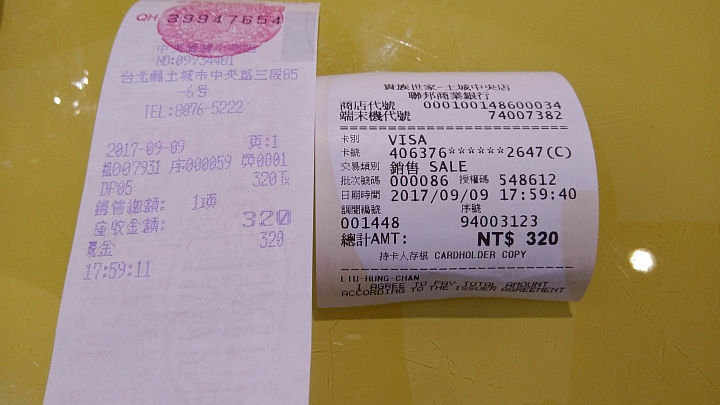 QH 39947654
NO:09734461
台北縣土城市中央路三段85
-6号
TEL:8076-5222
2017-09-09 頁:1
機007931 序000059 費0001
DP05 320Tx
銷售總額: 1項
應收金額: 320
現金 320
17:59:11
貴族世家-土城中央店
聯邦商業銀行
商店代號 000100148600034
端末機代號 74007382
卡別 VISA
卡號 406376******2647(C)
交易類別 銷售 SALE
批次號碼 000086 授權碼 548612
日期時間 2017/09/09 17:59:40
調閱編號 序號
001448 94003123
總計AMT: NT$ 320
持卡人存根 CARDHOLDER COPY
LIU-HUNG-CHAN
I AGREE TO PAY TOTAL AMOUNT
ACCORDING TO THE ISSUER AGREEMENT